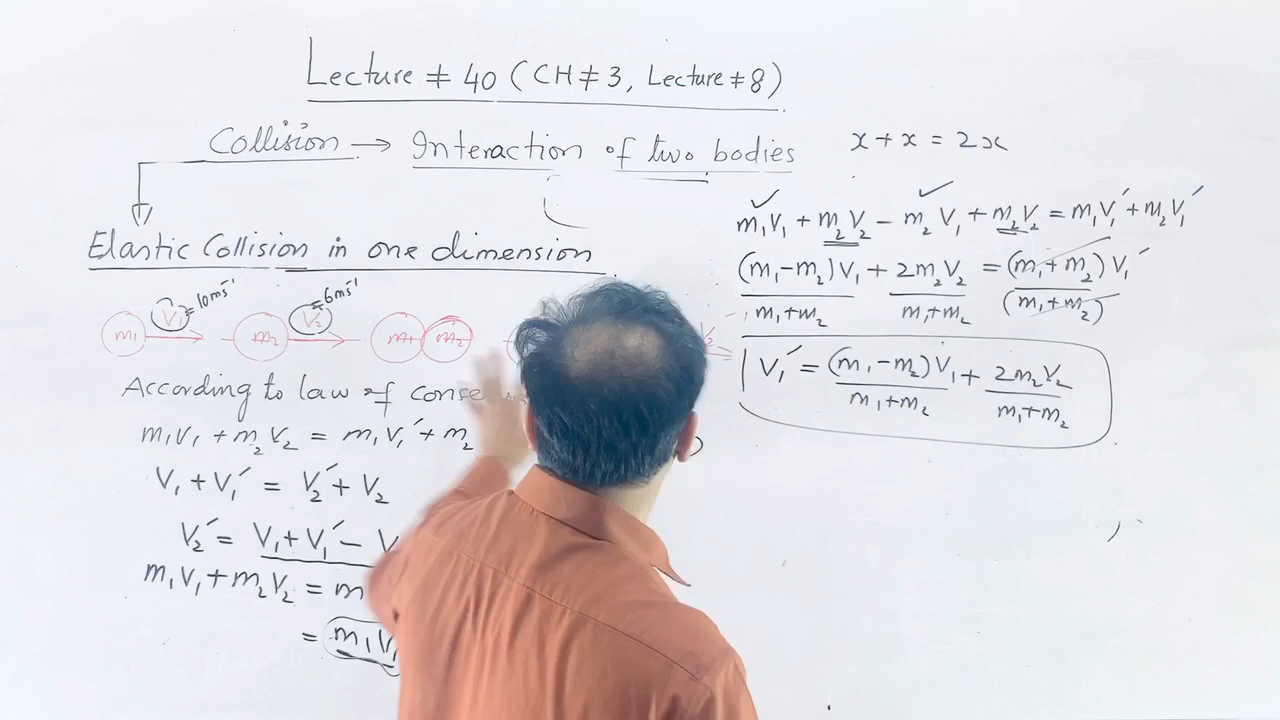 Lecture ≠ 40 (CH ≠ 3, Lecture ≠ 8)
Collision → Interaction of two bodies
Elastic Collision in one dimension
m₁ V₁ = 10ms⁻¹ m₂ V₂ = 6ms⁻¹ m₁ m₂
According to law of
m₁V₁ + m₂V₂ = m₁V₁′ + m₂
V₁ + V₁′ = V₂′ + V₂
V₂′ = V₁ + V₁′ −
m₁V₁ + m₂V₂ = m
= m₁V₁
x + x = 2x
m₁V₁ + m₂V₂ − m₂V₁ + m₂V₂ = m₁V₁′ + m₂V₁′
(m₁−m₂)V₁/m₁+m₂ + 2m₂V₂/m₁+m₂ = (m₁+m₂)V₁′/(m₁+m₂)
V₁′ = (m₁−m₂)V₁/m₁+m₂ + 2m₂V₂/m₁+m₂